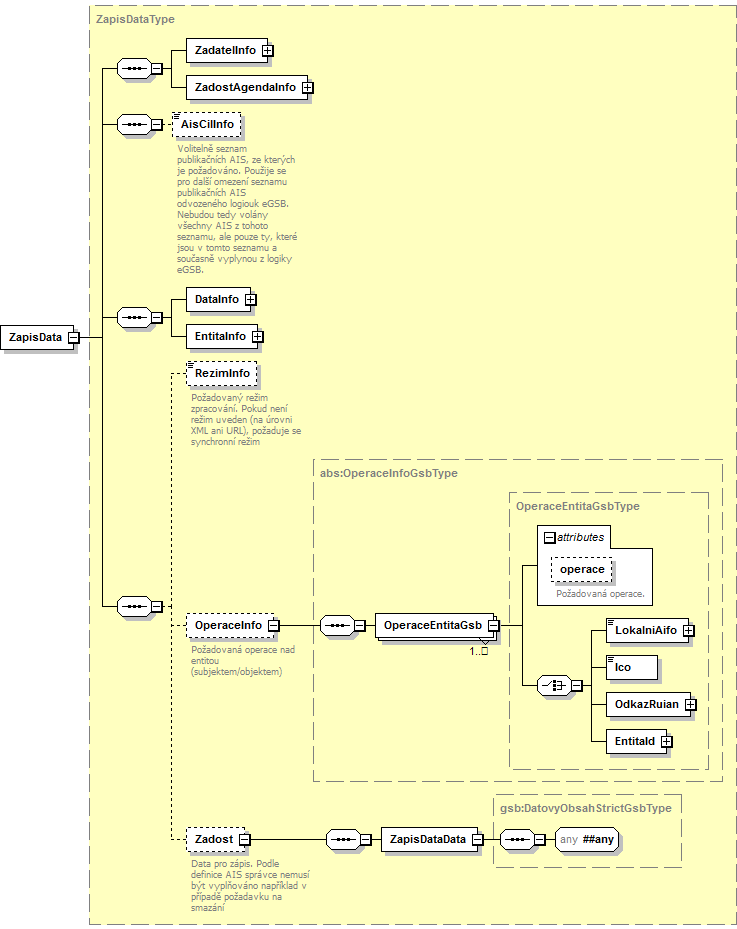 ZapisDataType
ZadatelInfo
ZadostAgendaInfo
AisCilInfo
Volitelně seznam
publikačních AIS, ze kterých
je požadováno. Použije se
pro další omezení seznamu
publikačních AIS
odvozeného logiouk eGSB.
Nebudou tedy volány
všechny AIS z tohoto
seznamu, ale pouze ty, které
jsou v tomto seznamu a
současně vyplynou z logiky
eGSB.
DataInfo
ZapisData
EntitaInfo
RezimInfo
Požadovaný režim
zpracování. Pokud není
režim uveden (na úrovni
XML ani URL), požaduje se
synchronní režim
abs:OperaceInfoGsbType
OperaceEntitaGsbType
attributes
operace
Požadovaná operace.
OperaceInfo
Požadovaná operace nad
entitou
(subjektem/objektem)
OperaceEntitaGsb
1..□
LokalniAifo
Ico
OdkazRuian
EntitaId
gsb:DatovyObsahStrictGsbType
Zadost
ZapisDataData
any ##any
Data pro zápis. Podle
definice AIS správce nemusí
být vyplňováno například v
případě požadavku na
smazání